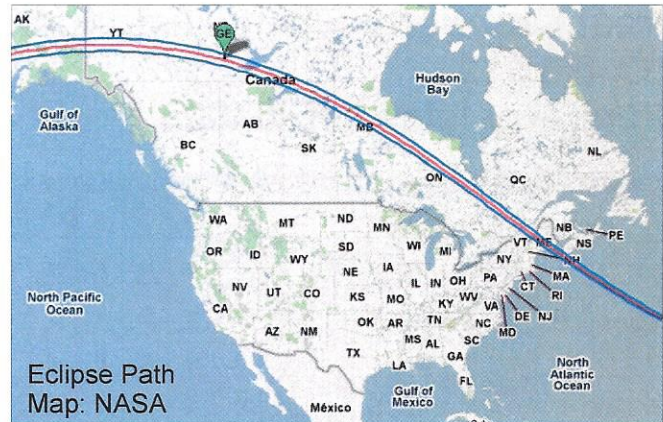 AK
YT
GE
Canada
Hudson
Bay
Gulf of
Alaska
BC
AB
SK
MB
ON
QC
NL
NB
PE
NS
WA
MT
ND
MN
VT
ME
NH
OR
ID
WY
SD
WI
MI
NY
MA
NE
IA
PA
CT
RI
NV
UT
CO
IL
IN
OH
WV
NJ
North Pacific
Ocean
CA
KS
MO
KY
VA
DE
MD
AZ
NM
OK
AR
TN
NC
MS
AL
SC
GA
TX
LA
FL
North
Atlantic
Ocean
Gulf of
Mexico
México
Eclipse Path
Map: NASA